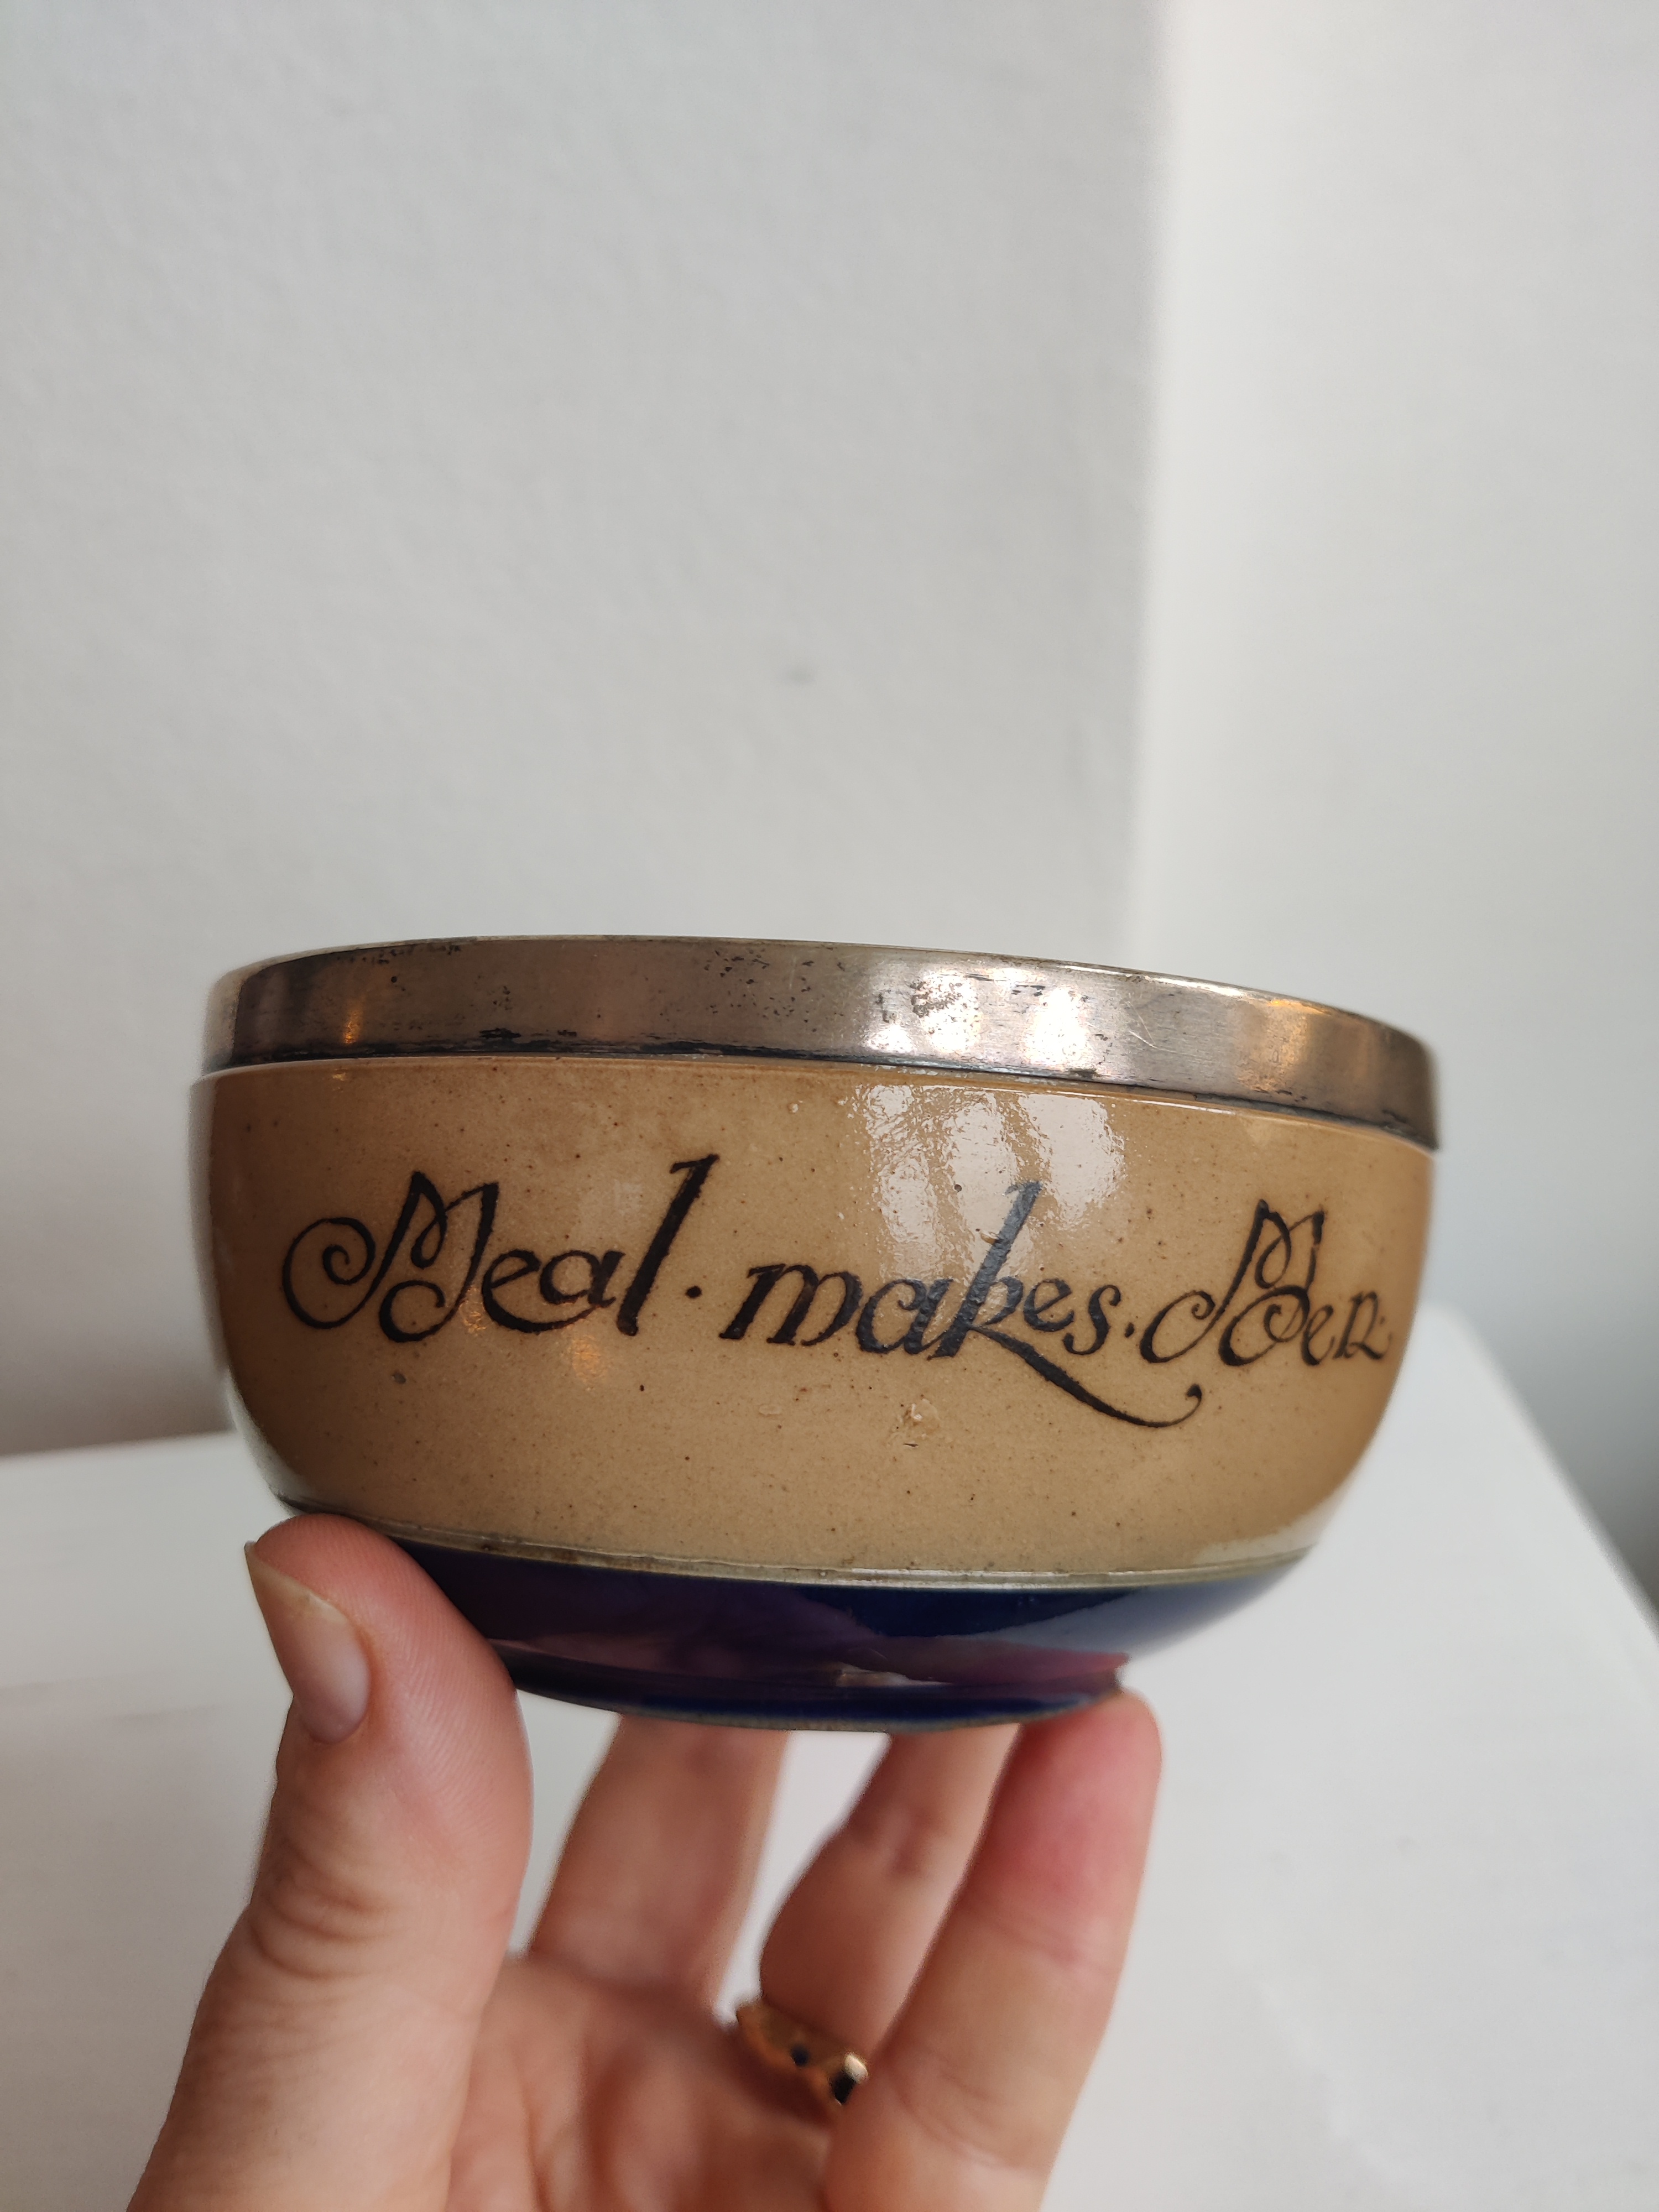 Meal · makes · Men ·